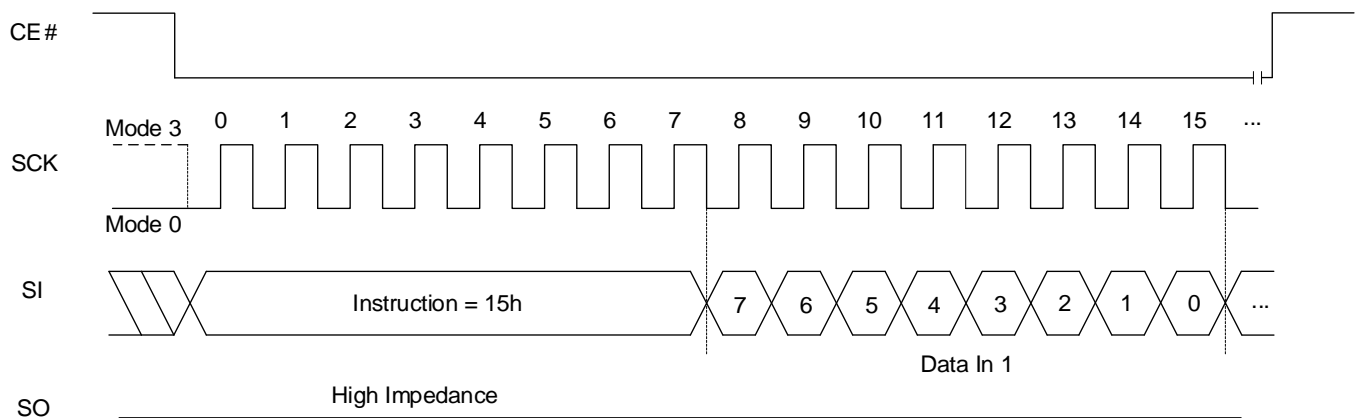 CE#
Mode 3 0 1 2 3 4 5 6 7 8 9 10 11 12 13 14 15 ...
SCK
Mode 0
SI Instruction = 15h 7 6 5 4 3 2 1 0 ...
Data In 1
High Impedance
SO